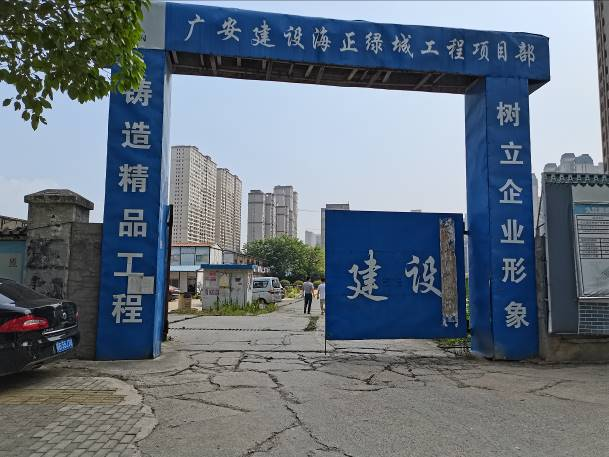 广安建设海正绿城工程项目部
铸造精品工程
树立企业形象
建设